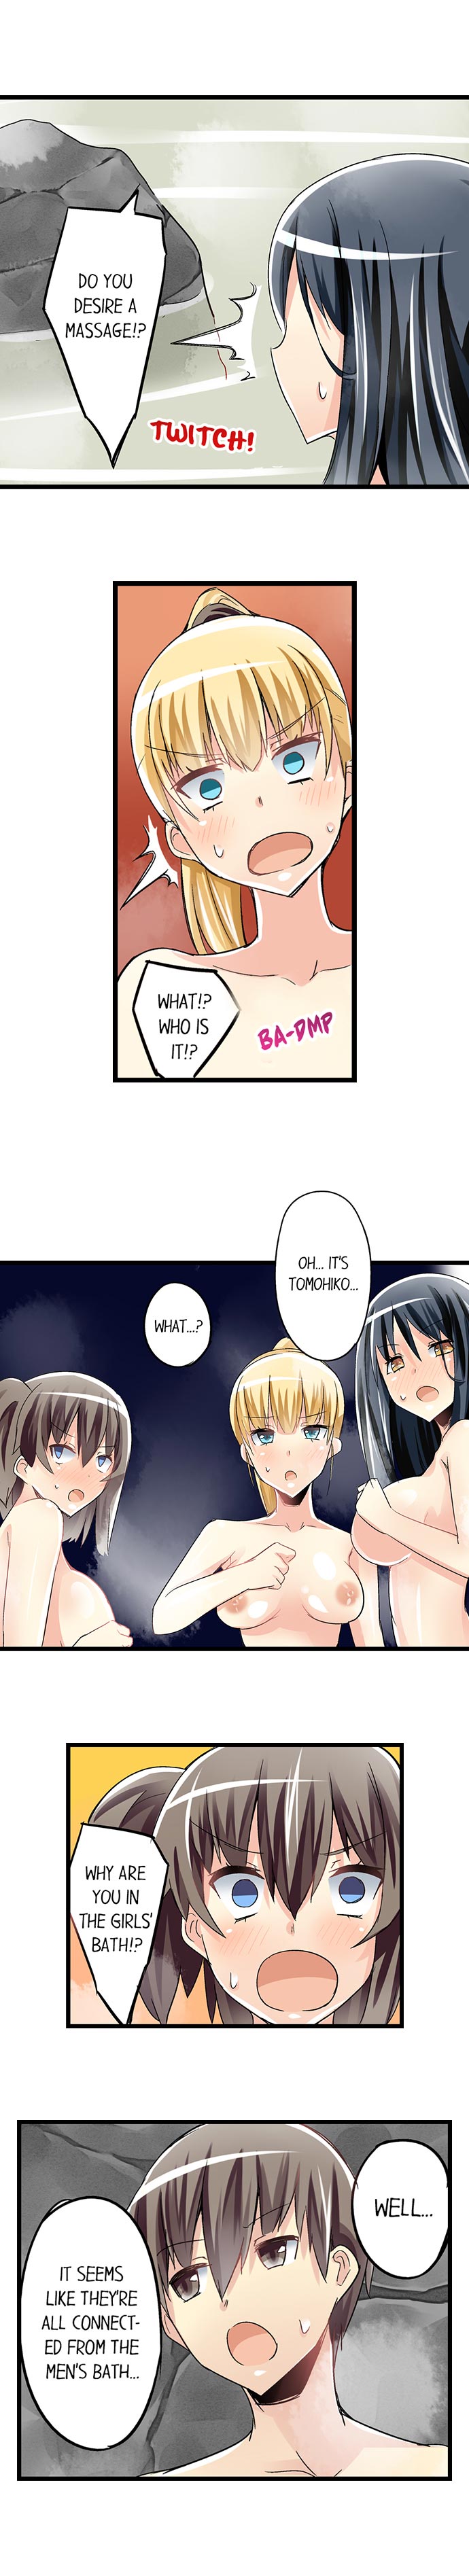 DO YOU
DESIRE A
MASSAGE!?
TWITCH!
WHAT!?
WHO IS
IT!?
BA-DMP
OH... IT'S
TOMOHIKO...
WHAT...?
WHY ARE
YOU IN
THE GIRLS'
BATH!?
WELL...
IT SEEMS
LIKE THEY'RE
ALL CONNECT-
ED FROM THE
MEN'S BATH...